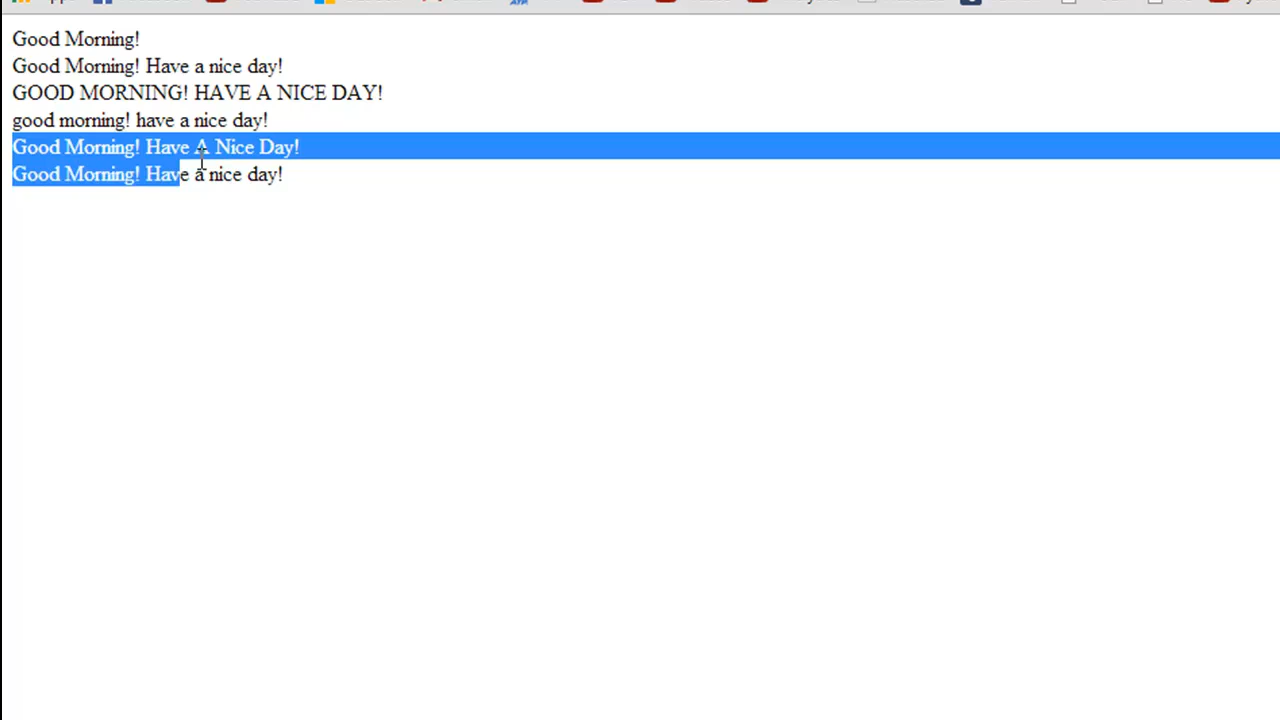 Good Morning!
Good Morning! Have a nice day!
GOOD MORNING! HAVE A NICE DAY!
good morning! have a nice day!
Good Morning! Have A Nice Day!
Good Morning! Have a nice day!